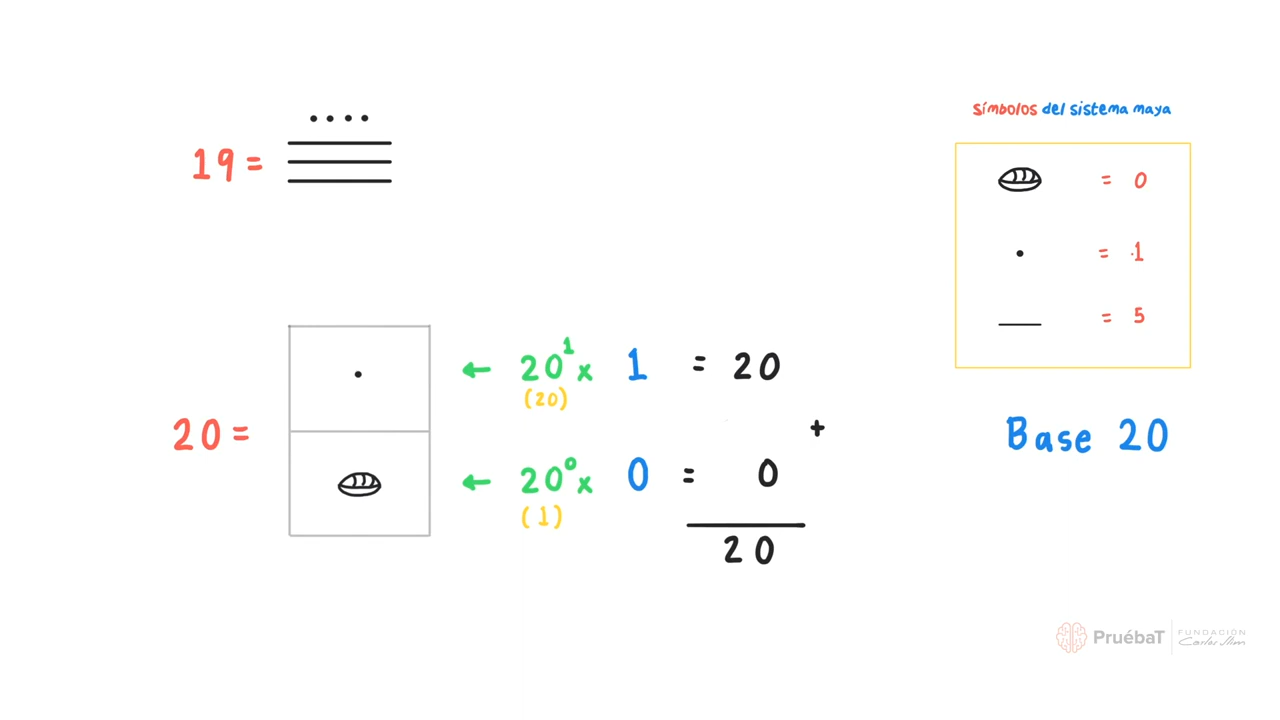 19 =
20 =
← 20¹ x 1 = 20
(20)
+
← 20⁰ x 0 = 0
(1)
20
Símbolos del sistema maya
= 0
= 1
= 5
Base 20
PruébaT
FUNDACIÓN
Carlos Slim